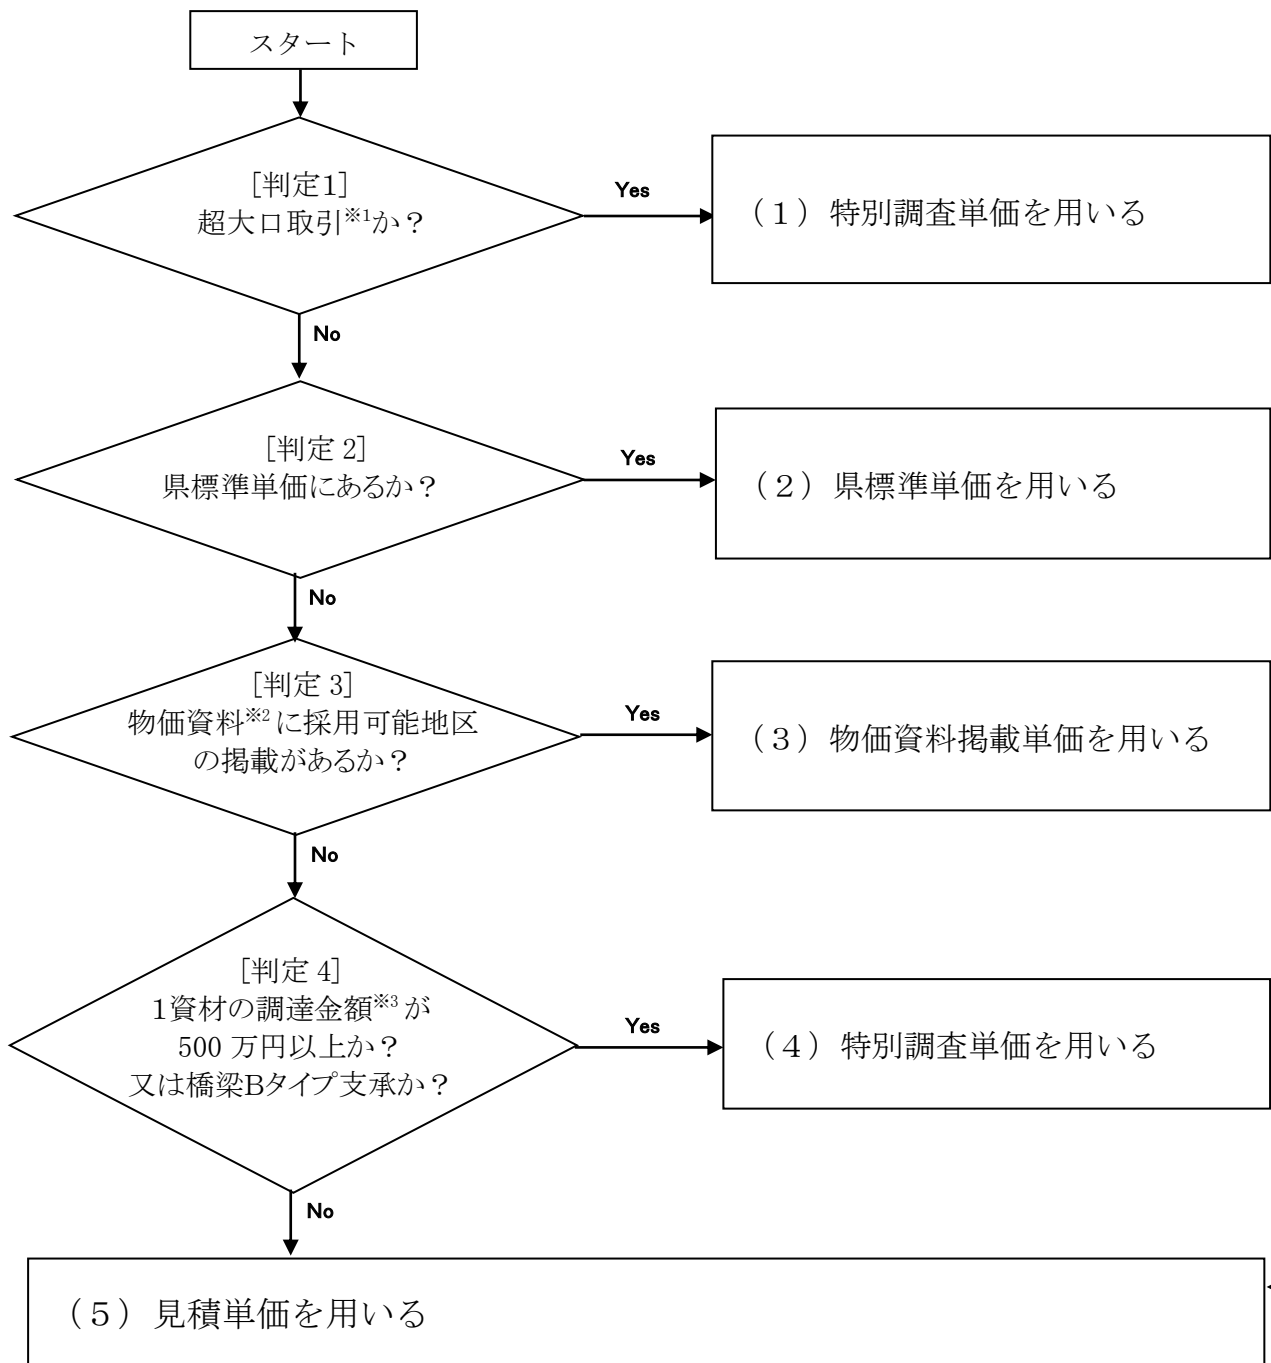 スタート
[判定1]
超大口取引※1か？
Yes
（１）特別調査単価を用いる
No
[判定 2]
県標準単価にあるか？
Yes
（２）県標準単価を用いる
No
[判定 3]
物価資料※2に採用可能地区
の掲載があるか？
Yes
（３）物価資料掲載単価を用いる
No
[判定 4]
1資材の調達金額※3が
500 万円以上か？
又は橋梁Bタイプ支承か？
Yes
（４）特別調査単価を用いる
No
（５）見積単価を用いる